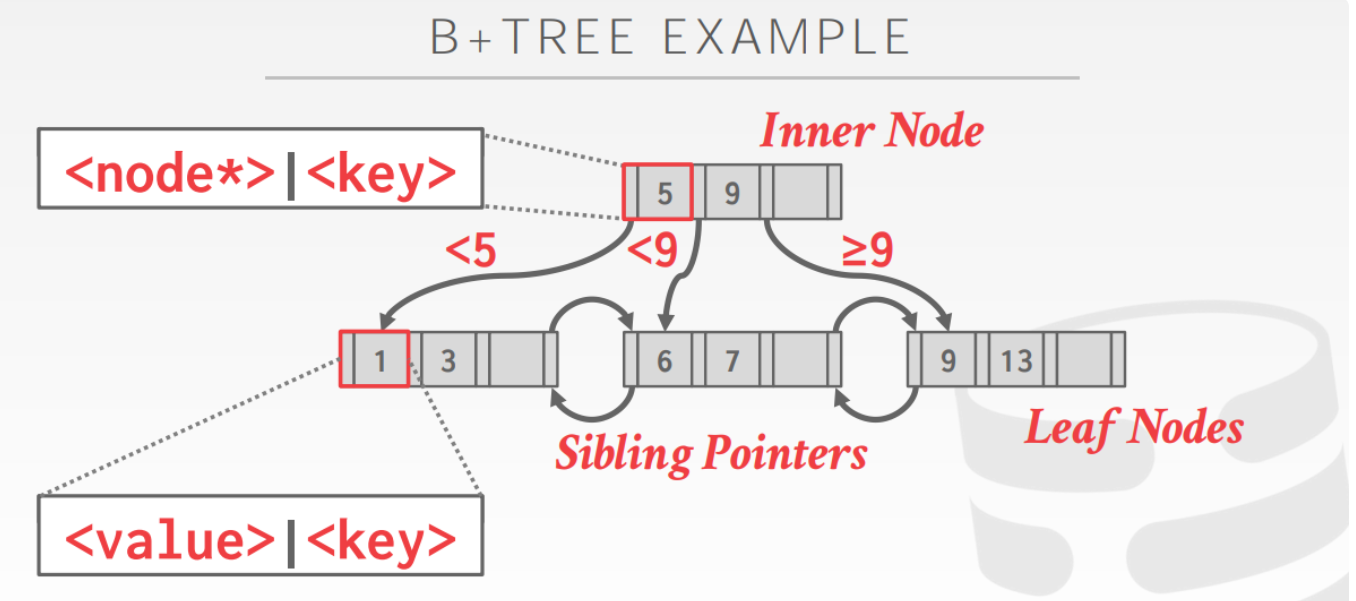 B+TREE EXAMPLE
Inner Node
<node*>|<key>
5 9
<5 <9 ≥9
1 3 6 7 9 13
Leaf Nodes
Sibling Pointers
<value>|<key>